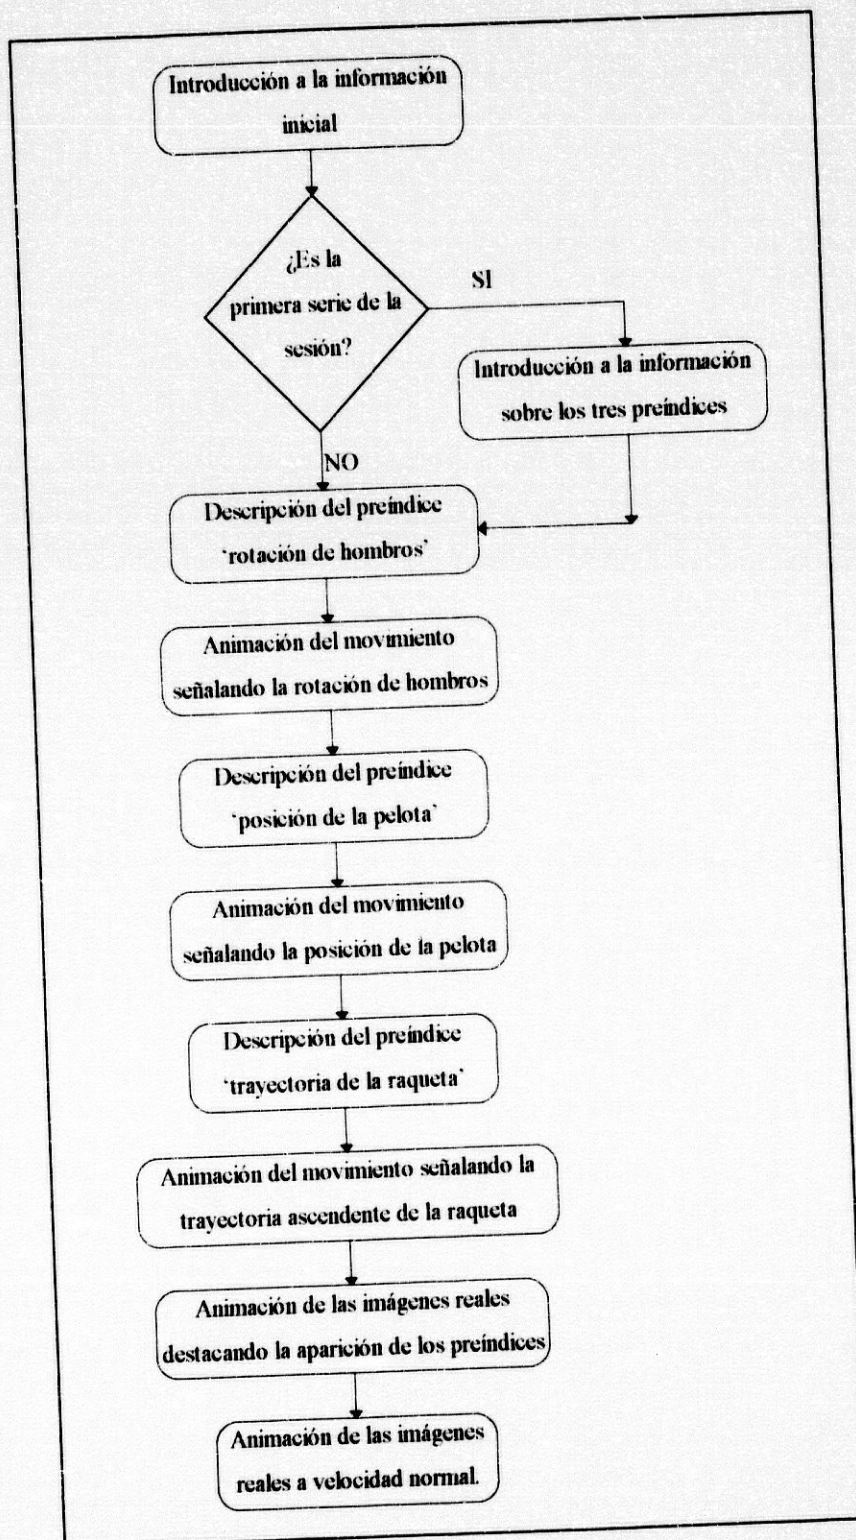 Introducción a la información
inicial
¿Es la
primera serie de la
sesión?
SI
Introducción a la información
sobre los tres preíndices
NO
Descripción del preíndice
‘rotación de hombros’
Animación del movimiento
señalando la rotación de hombros
Descripción del preíndice
‘posición de la pelota’
Animación del movimiento
señalando la posición de la pelota
Descripción del preíndice
‘trayectoria de la raqueta’
Animación del movimiento señalando la
trayectoria ascendente de la raqueta
Animación de las imágenes reales
destacando la aparición de los preíndices
Animación de las imágenes
reales a velocidad normal.